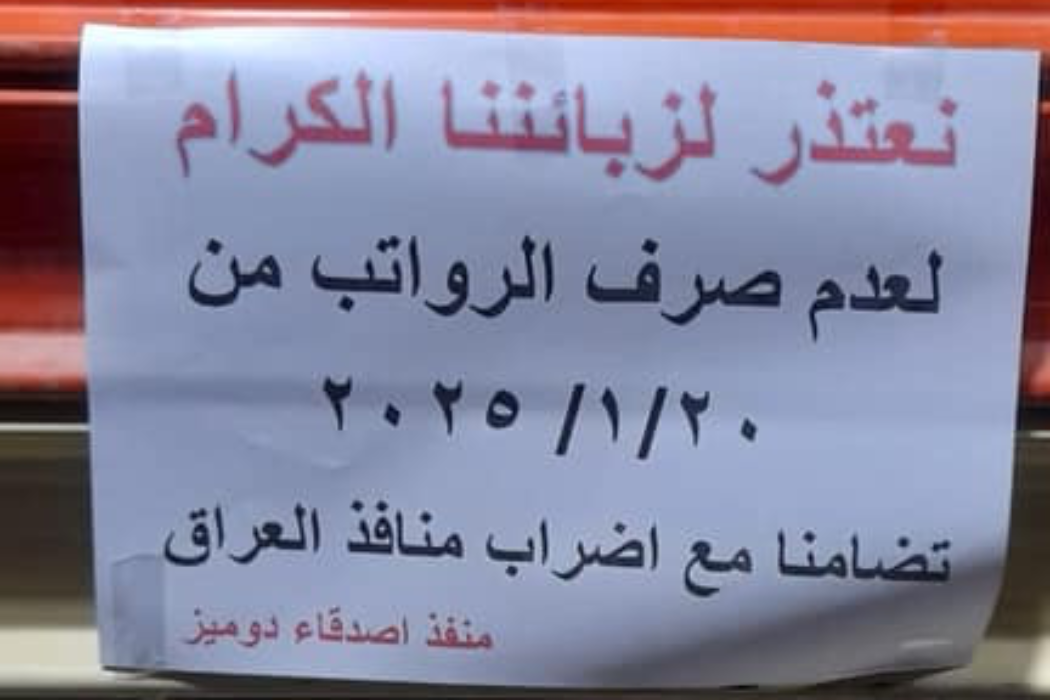 نعتذر لزبائننا الكرام
لعدم صرف الرواتب من
٢٠٢٥ /١/٢٠
تضامنا مع اضراب منافذ العراق
منفذ اصدقاء دوميز